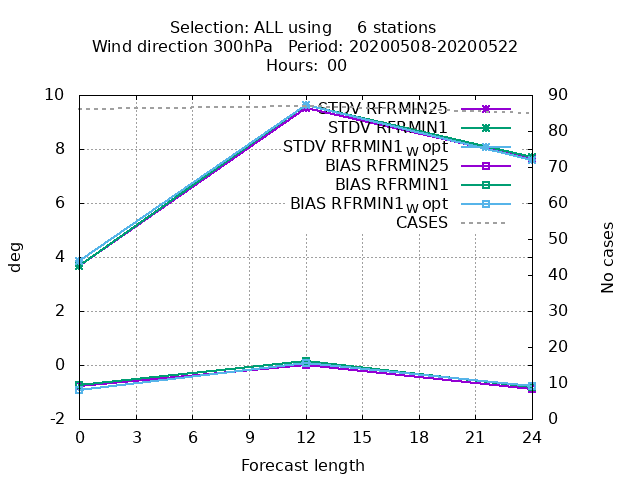 Selection: ALL using 6 stations
Wind direction 300hPa Period: 20200508-20200522
Hours: 00
10
8
6
4
2
0
-2
deg
90
80
70
60
50
40
30
20
10
0
No cases
STDV RFRMIN25
STDV RFRMIN1
STDV RFRMIN1_W opt
BIAS RFRMIN25
BIAS RFRMIN1
BIAS RFRMIN1_W opt
CASES
0 3 6 9 12 15 18 21 24
Forecast length